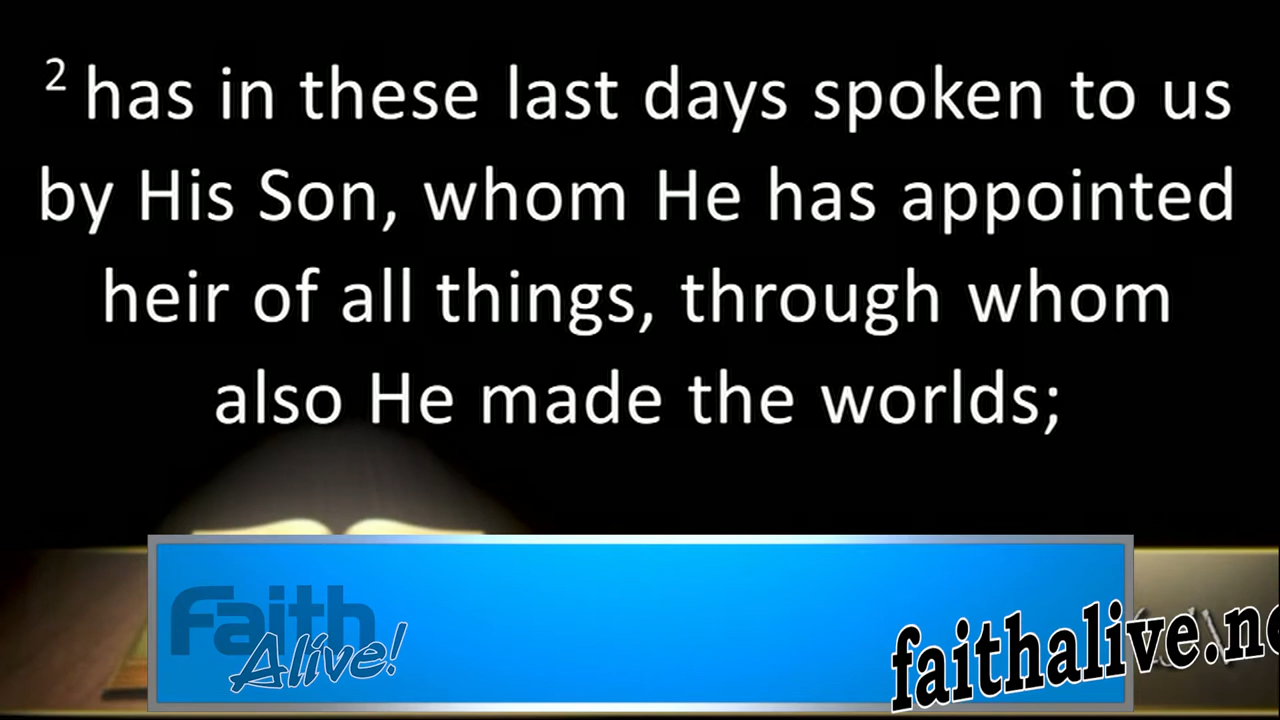 2 has in these last days spoken to us
by His Son, whom He has appointed
heir of all things, through whom
also He made the worlds;
Faith
Alive!
faithalive.ne